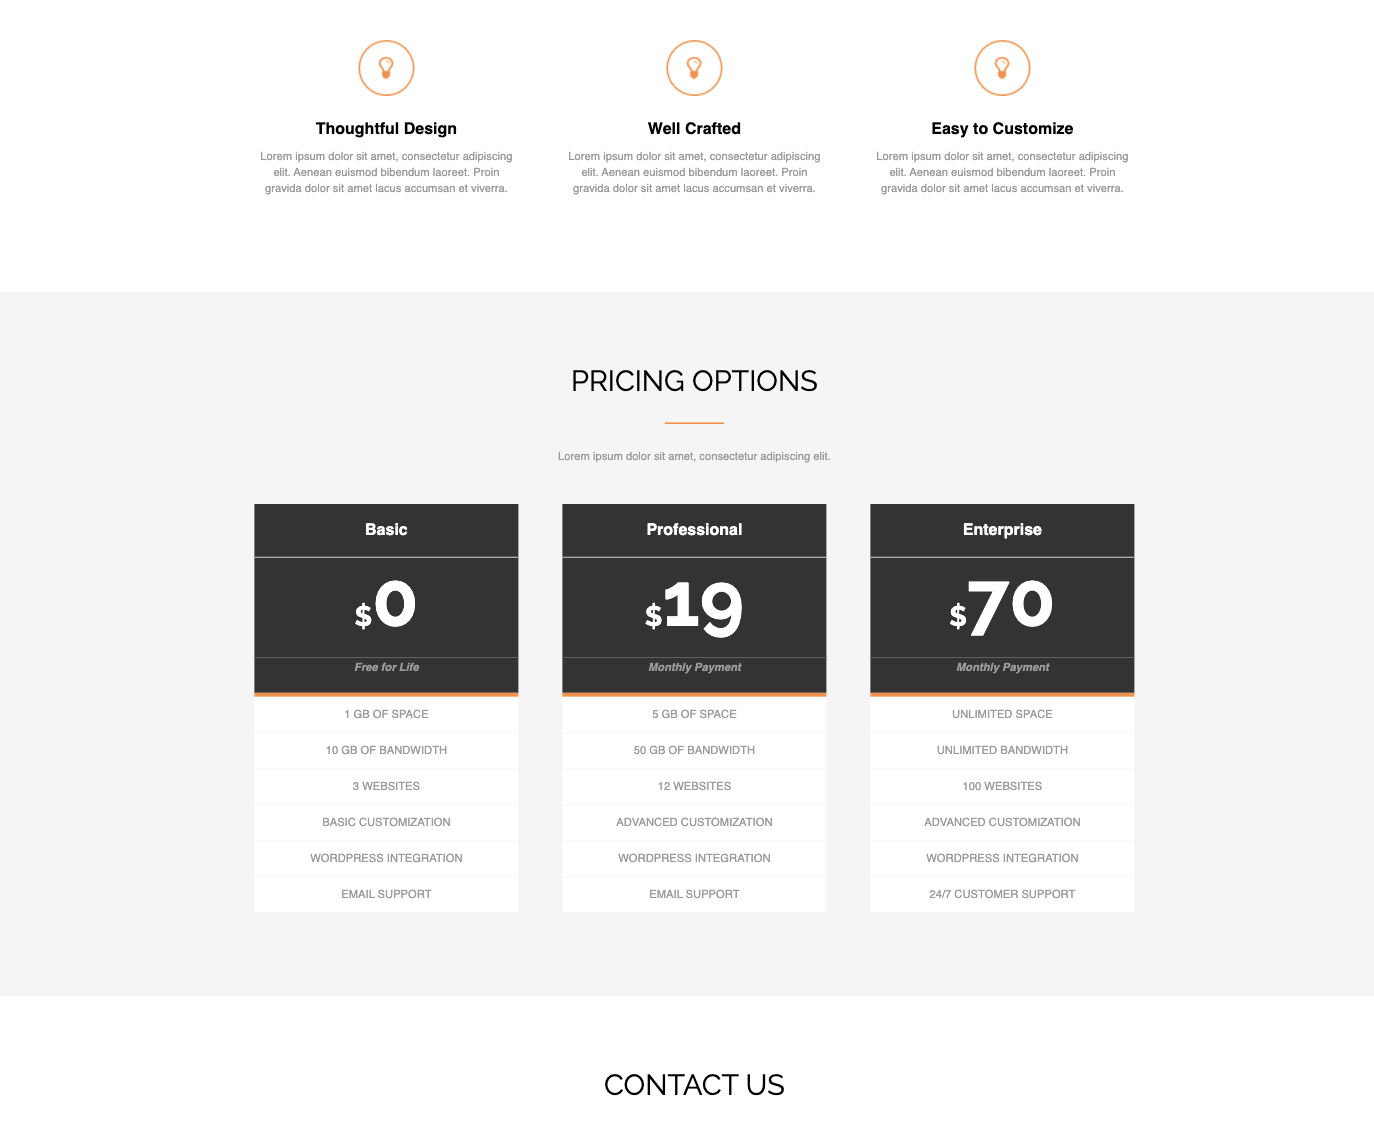 Thoughtful Design
Lorem ipsum dolor sit amet, consectetur adipiscing
elit. Aenean euismod bibendum laoreet. Proin
gravida dolor sit amet lacus accumsan et viverra.
Well Crafted
Lorem ipsum dolor sit amet, consectetur adipiscing
elit. Aenean euismod bibendum laoreet. Proin
gravida dolor sit amet lacus accumsan et viverra.
Easy to Customize
Lorem ipsum dolor sit amet, consectetur adipiscing
elit. Aenean euismod bibendum laoreet. Proin
gravida dolor sit amet lacus accumsan et viverra.
PRICING OPTIONS
Lorem ipsum dolor sit amet, consectetur adipiscing elit.
Basic
$0
Free for Life
1 GB OF SPACE
10 GB OF BANDWIDTH
3 WEBSITES
BASIC CUSTOMIZATION
WORDPRESS INTEGRATION
EMAIL SUPPORT
Professional
$19
Monthly Payment
5 GB OF SPACE
50 GB OF BANDWIDTH
12 WEBSITES
ADVANCED CUSTOMIZATION
WORDPRESS INTEGRATION
EMAIL SUPPORT
Enterprise
$70
Monthly Payment
UNLIMITED SPACE
UNLIMITED BANDWIDTH
100 WEBSITES
ADVANCED CUSTOMIZATION
WORDPRESS INTEGRATION
24/7 CUSTOMER SUPPORT
CONTACT US